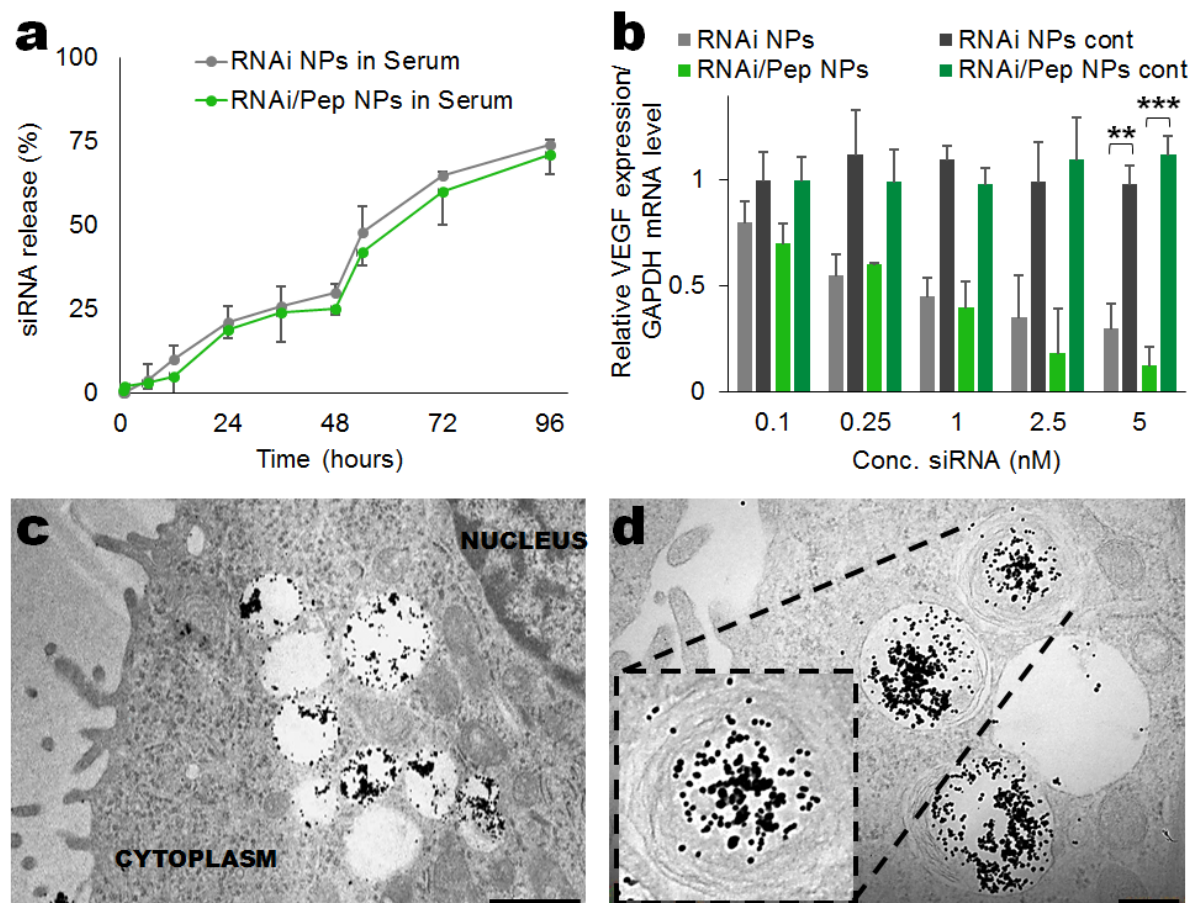 a
100
75
50
25
0
siRNA release (%)
RNAi NPs in Serum
RNAi/Pep NPs in Serum
0 24 48 72 96
Time (hours)
b
RNAi NPs RNAi NPs cont
RNAi/Pep NPs RNAi/Pep NPs cont
Relative VEGF expression/
GAPDH mRNA level
1
0.5
0
** ***
0.1 0.25 1 2.5 5
Conc. siRNA (nM)
c
NUCLEUS
CYTOPLASM
d